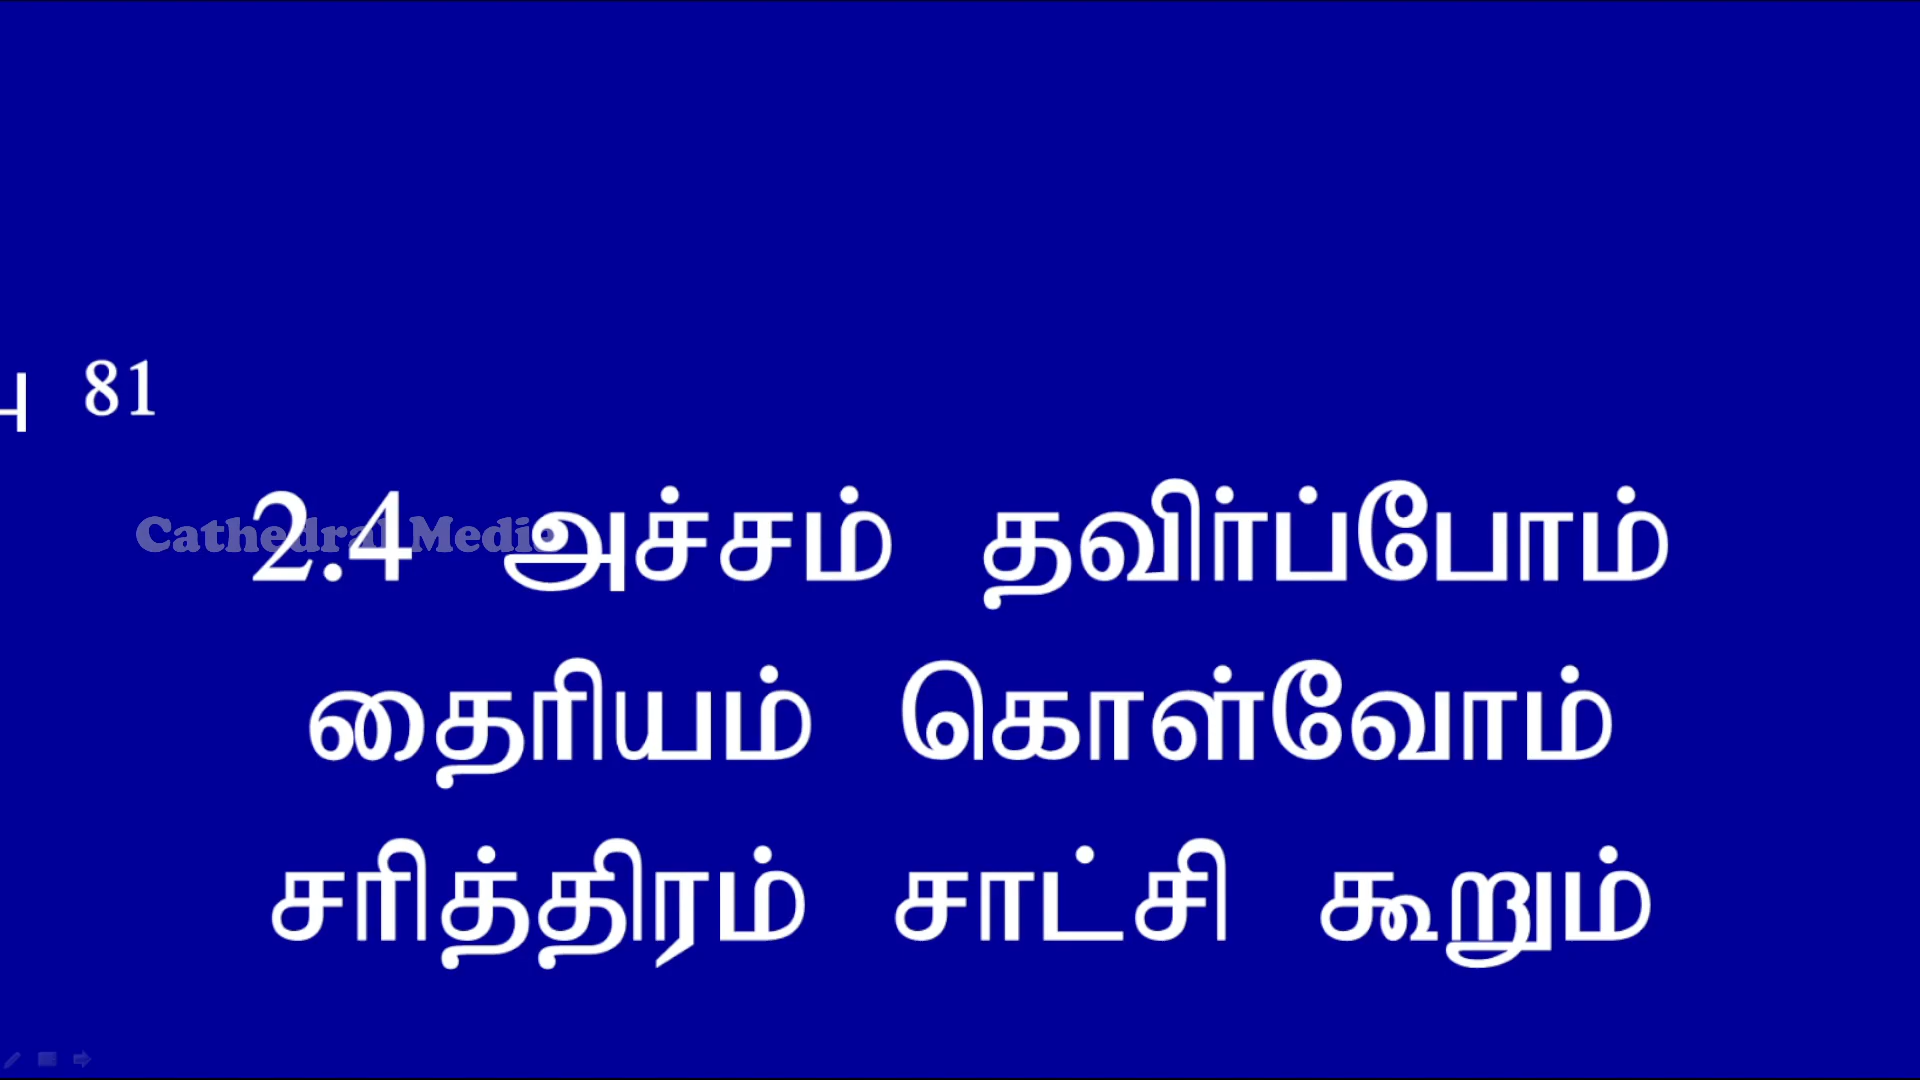 81
2.4 அச்சம் தவிர்ப்போம்
Cathedral Media
தைரியம் கொள்வோம்
சரித்திரம் சாட்சி கூறும்